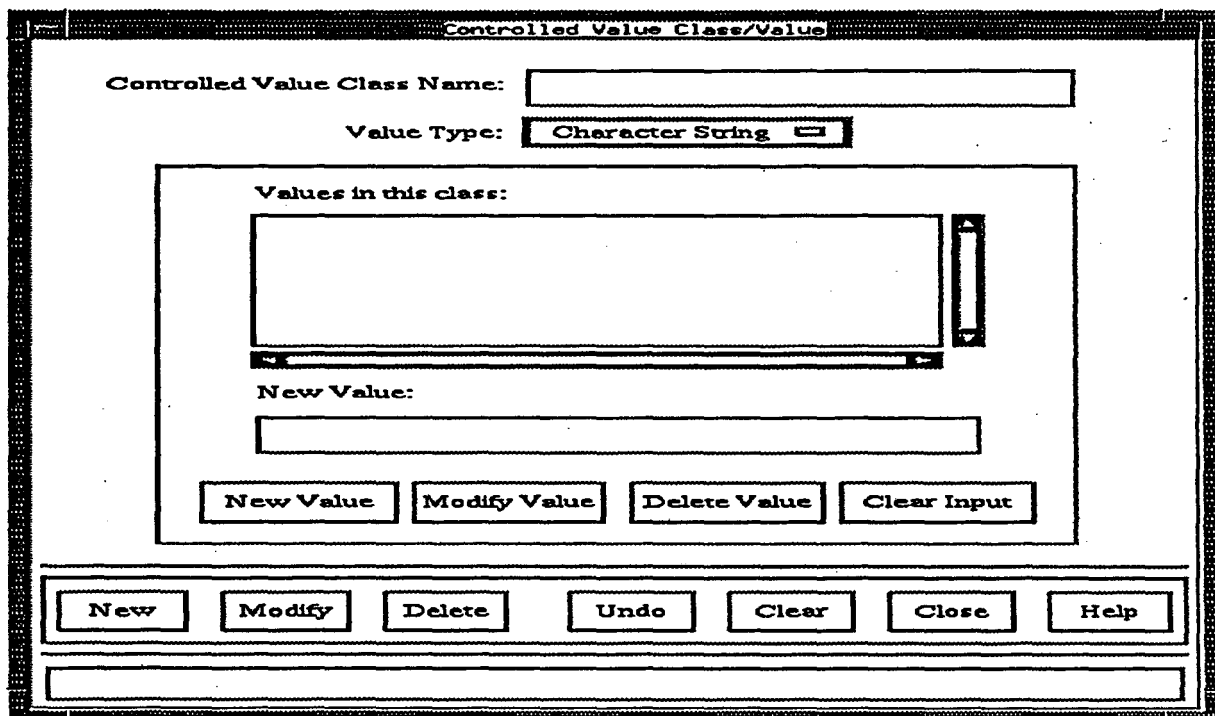 Controlled Value Class/Value
Controlled Value Class Name:
Value Type: Character String
Values in this class:
New Value:
New Value Modify Value Delete Value Clear Input
New Modify Delete Undo Clear Close Help